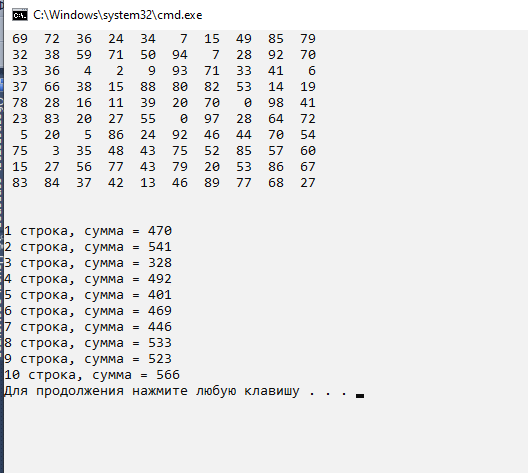 C:\Windows\system32\cmd.exe
69 72 36 24 34 7 15 49 85 79
32 38 59 71 50 94 7 28 92 70
33 36 4 2 9 93 71 33 41 6
37 66 38 15 88 80 82 53 14 19
78 28 16 11 39 20 70 0 98 41
23 83 20 27 55 0 97 28 64 72
5 20 5 86 24 92 46 44 70 54
75 3 35 48 43 75 52 85 57 60
15 27 56 77 43 79 20 53 86 67
83 84 37 42 13 46 89 77 68 27
1 строка, сумма = 470
2 строка, сумма = 541
3 строка, сумма = 328
4 строка, сумма = 492
5 строка, сумма = 401
6 строка, сумма = 469
7 строка, сумма = 446
8 строка, сумма = 533
9 строка, сумма = 523
10 строка, сумма = 566
Для продолжения нажмите любую клавишу . . .